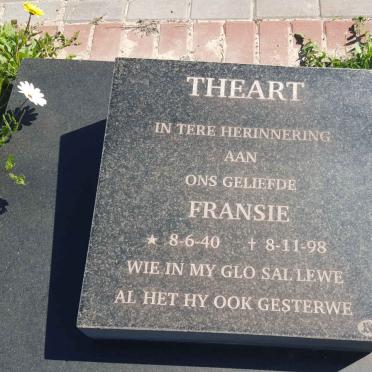 THEART
IN TERE HERINNERING
AAN
ONS GELIEFDE
FRANSIE
★ 8-6-40 † 8-11-98
WIE IN MY GLO SAL LEWE
AL HET HY OOK GESTERWE